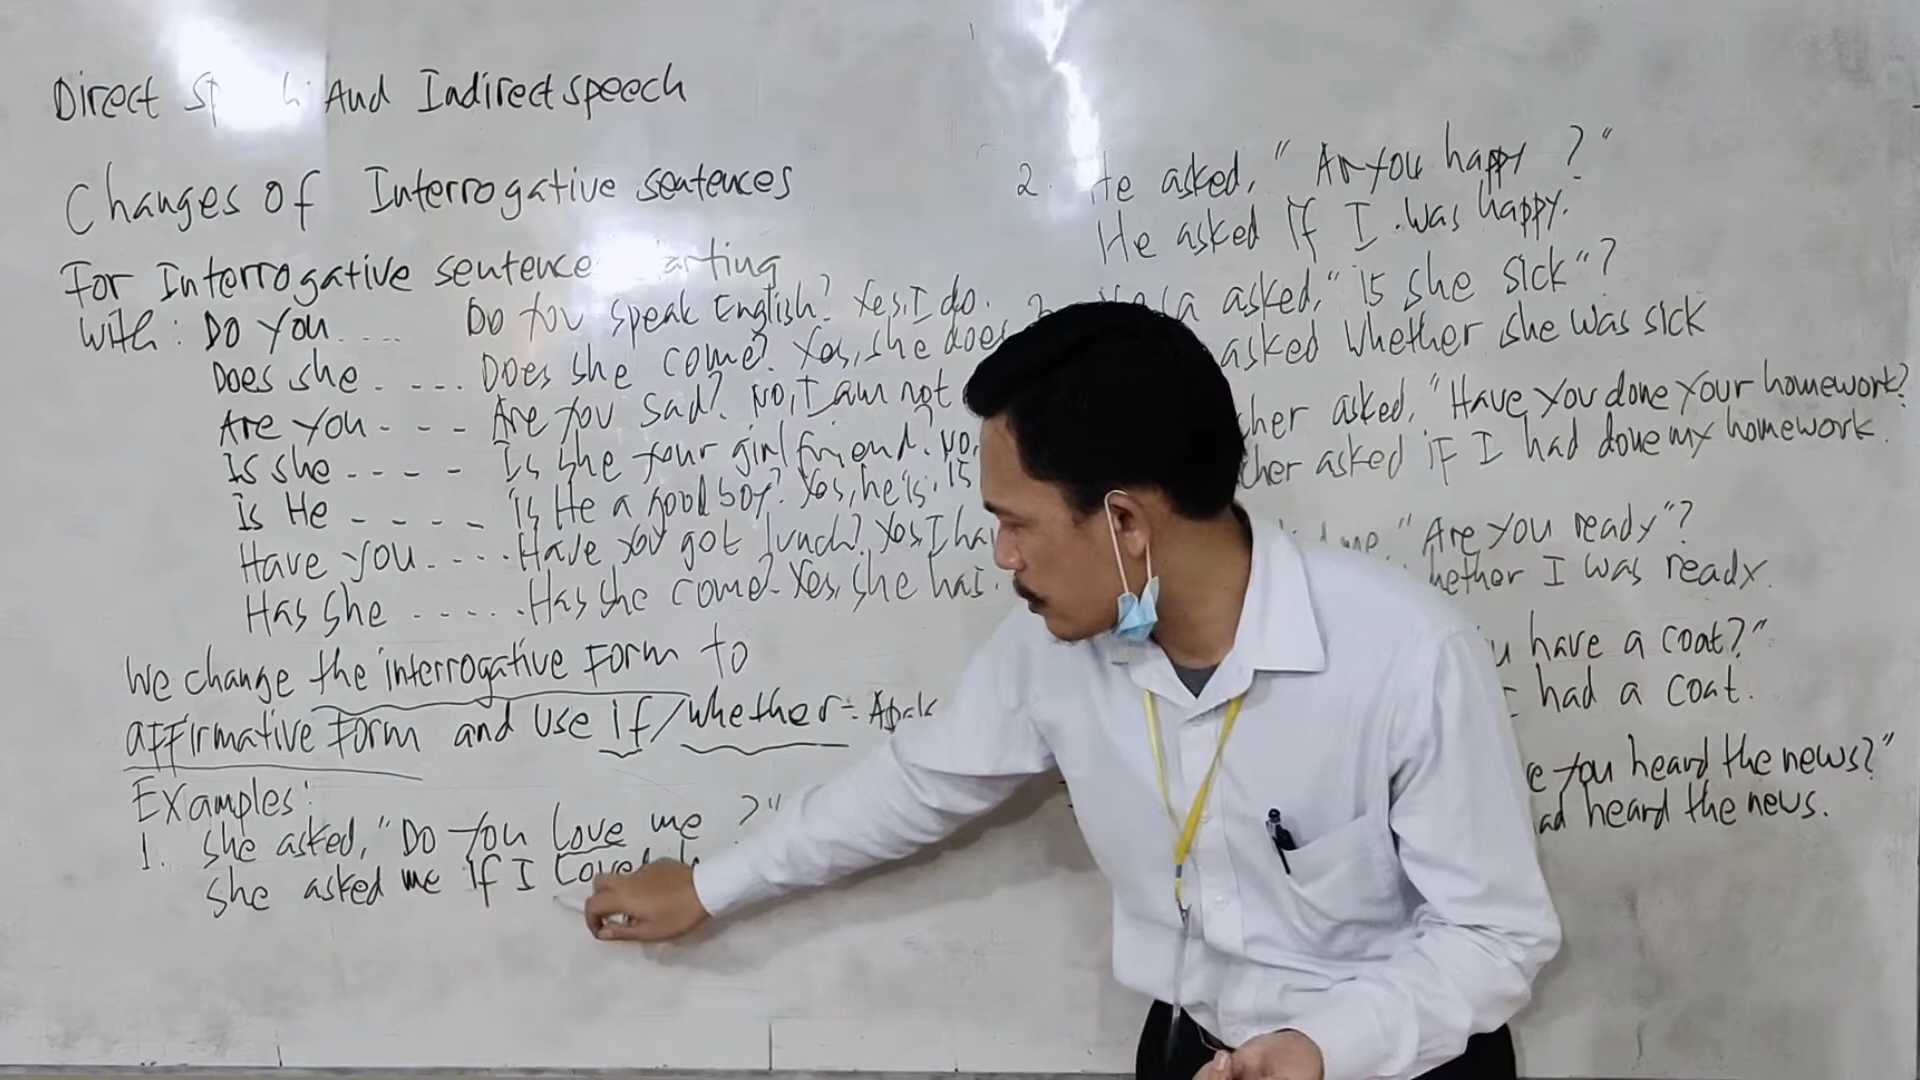 Direct And Indirect speech
Changes of Interrogative sentences
For Interrogative sentence
with: Do you.... Do you speak English? Yes, I do.
Does she. .... Does she come? Yes, she does
Are you - - - Are you sad? No, I am not
Is she - - - - Is she your girlfriend? No,
is He - - - - is He a good boy? Yes, he is.
Have you.... Have you got lunch? Yes I
Has she ...... Has she come? Yes, she has.
We change the interrogative Form to
affirmative Form and use if/whether =
Examples:
1. She asked, "Do you love me ?"
She asked me if I
2. He asked, " Ar you happy ?"
He asked if I was happy.
asked, " is she sick"?
asked whether she was sick
asked, "Have you done your homework?
asked if I had done my homework.
me, "Are you ready"?
I was ready.
have a coat?"
had a coat.
you heard the news?"
heard the news.